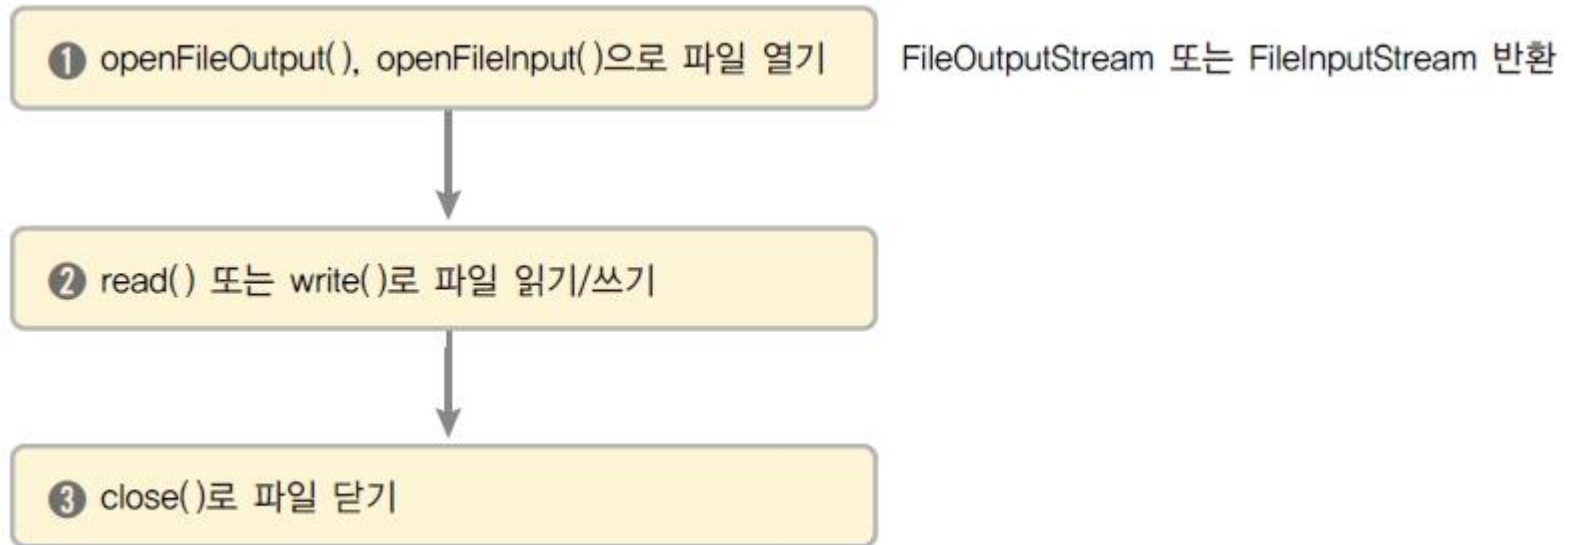 ❶ openFileOutput( ), openFileInput( )으로 파일 열기 FileOutputStream 또는 FileInputStream 반환
❷ read( ) 또는 write( )로 파일 읽기/쓰기
❸ close( )로 파일 닫기